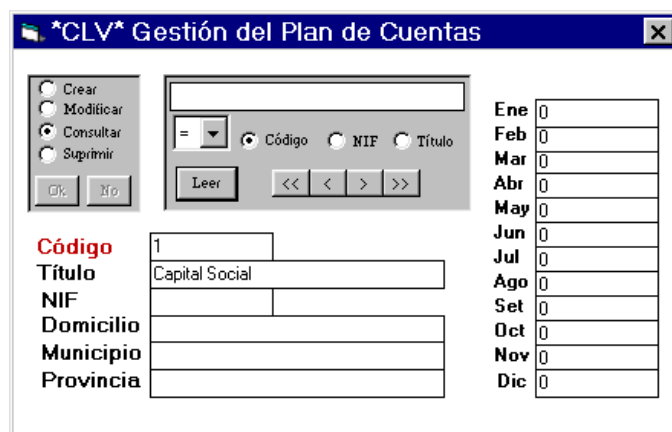 *CLV* Gestión del Plan de Cuentas
Crear
Modificar
Consultar
Suprimir
Ok No
= Código NIF Título
Leer << < > >>
Código 1
Título Capital Social
NIF
Domicilio
Municipio
Provincia
Ene 0
Feb 0
Mar 0
Abr 0
May 0
Jun 0
Jul 0
Ago 0
Set 0
Oct 0
Nov 0
Dic 0